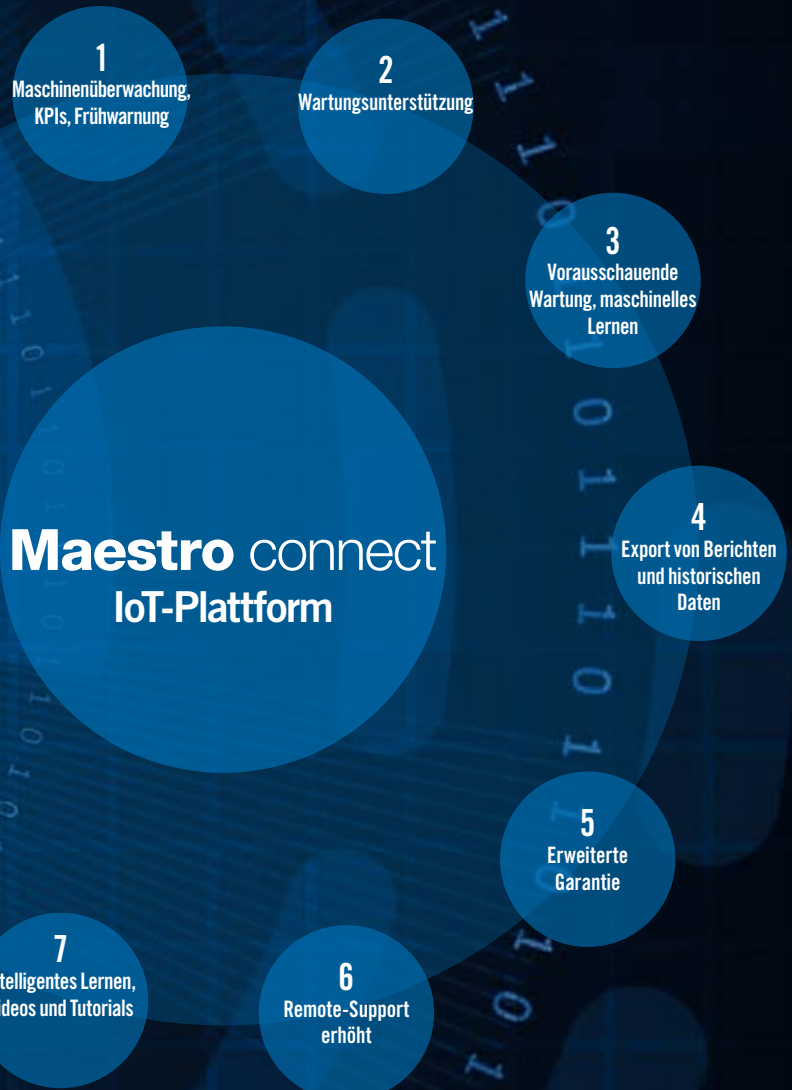 1
Maschinenüberwachung,
KPIs, Frühwarnung
2
Wartungsunterstützung
3
Vorausschauende
Wartung, maschinelles
Lernen
4
Export von Berichten
und historischen
Daten
Maestro connect
IoT-Plattform
5
Erweiterte
Garantie
6
Remote-Support
erhöht
7
telligentes Lernen,
ideos und Tutorials